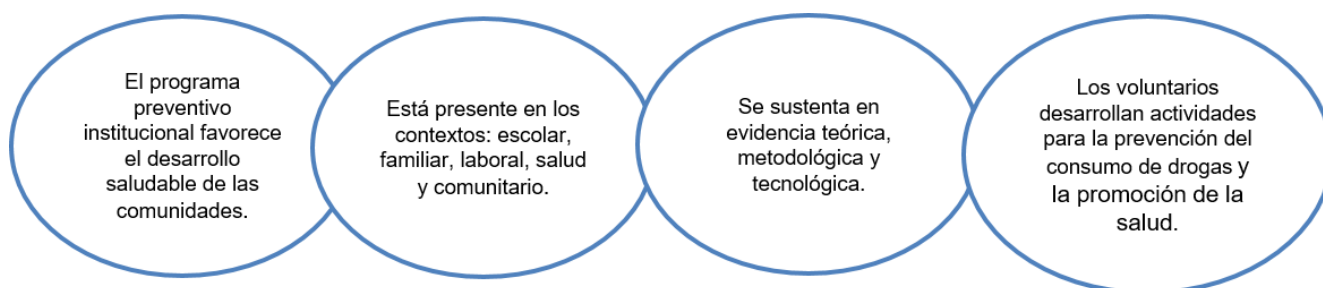 El programa
preventivo
institucional favorece
el desarrollo
saludable de las
comunidades.
Está presente en los
contextos: escolar,
familiar, laboral, salud
y comunitario.
Se sustenta en
evidencia teórica,
metodológica y
tecnológica.
Los voluntarios
desarrollan actividades
para la prevención del
consumo de drogas y
la promoción de la
salud.